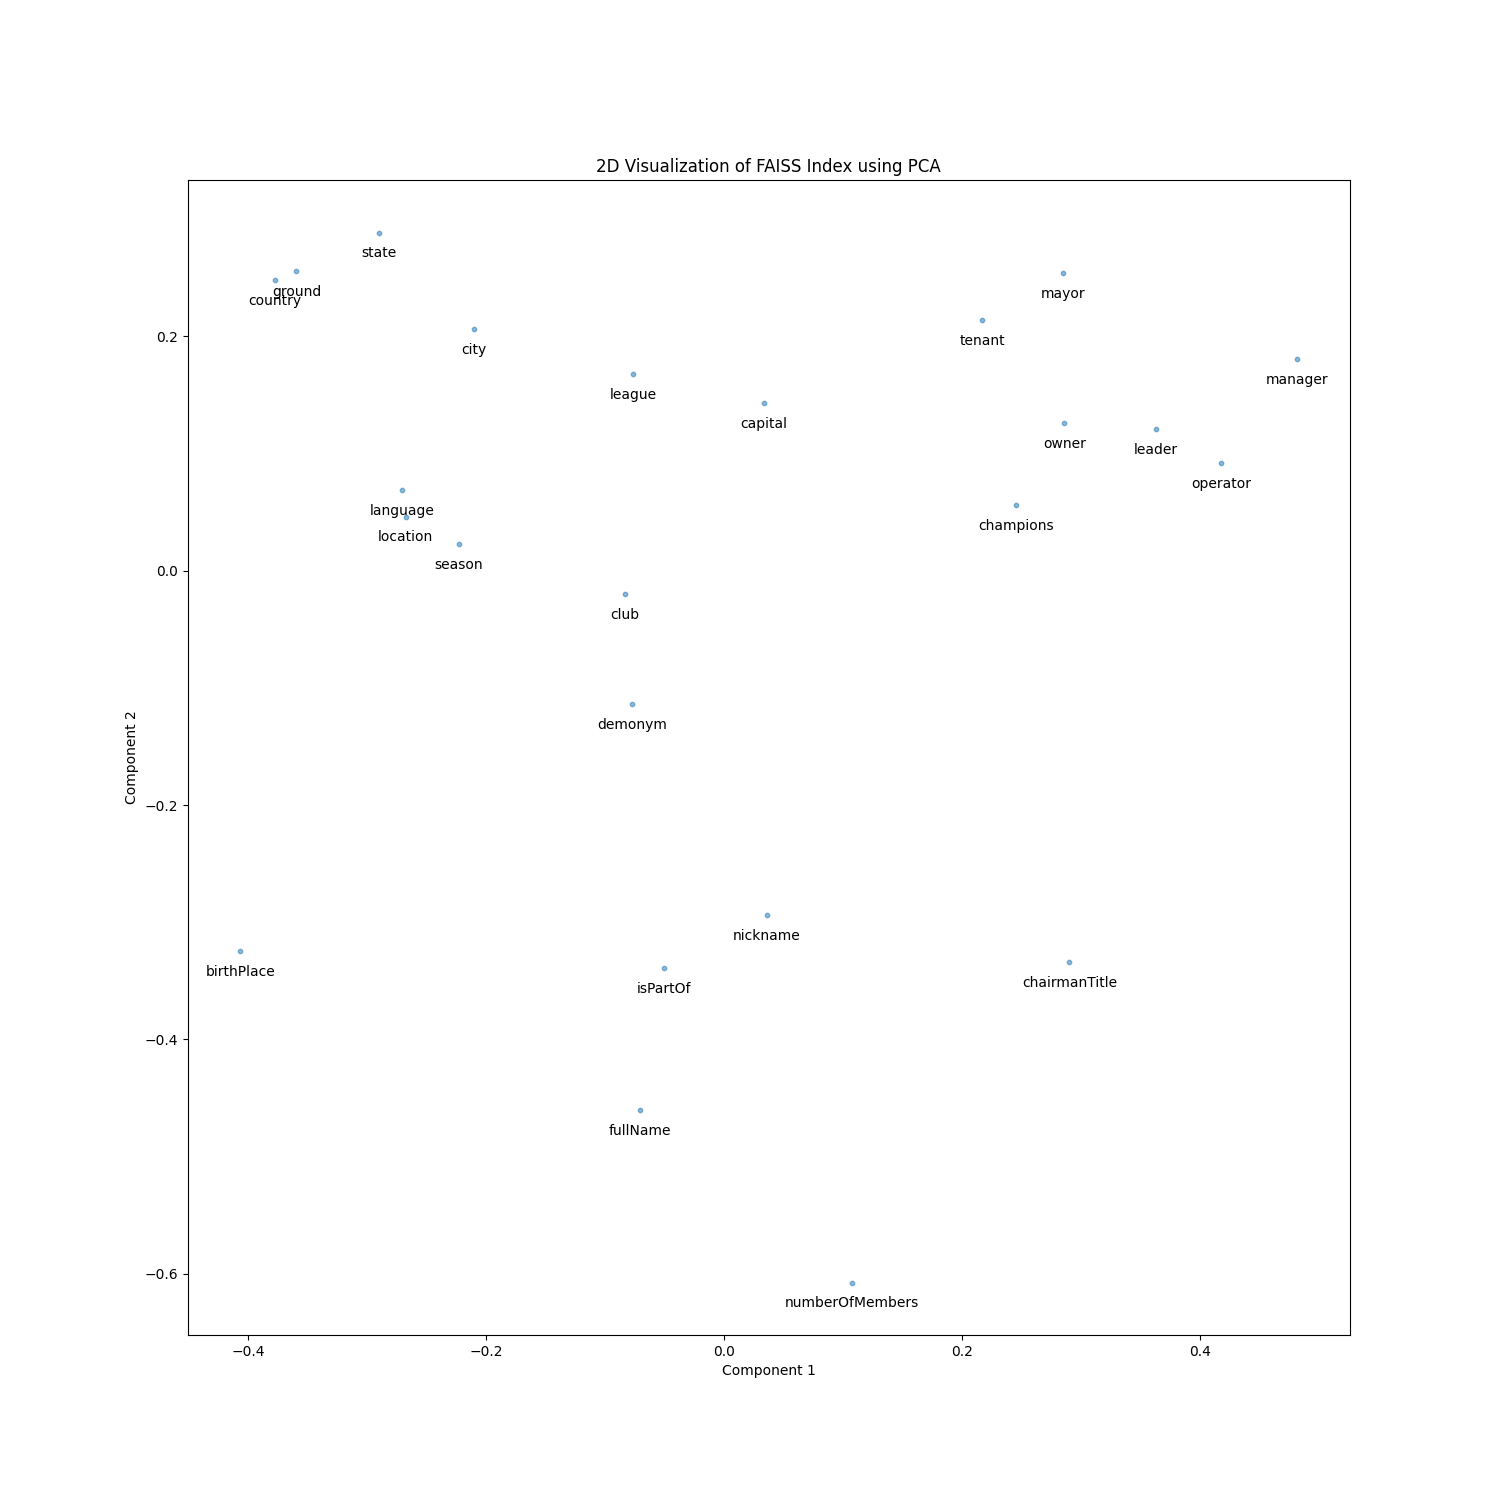 2D Visualization of FAISS Index using PCA
state
ground
country
mayor
city
tenant
manager
league
capital
owner
leader
operator
language
champions
location
season
club
demonym
nickname
birthPlace
chairmanTitle
isPartOf
fullName
numberOfMembers
0.2
0.0
−0.2
−0.4
−0.6
Component 2
−0.4 −0.2 0.0 0.2 0.4
Component 1